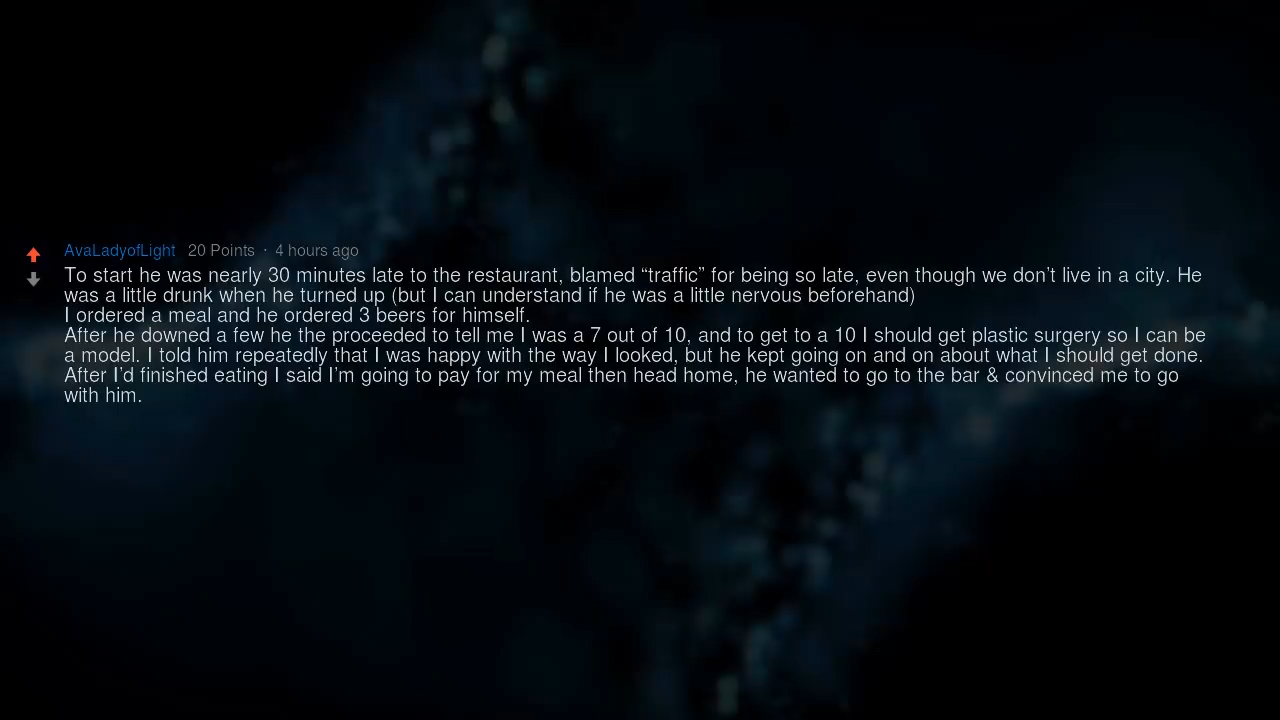 AvaLadyofLight 20 Points · 4 hours ago
To start he was nearly 30 minutes late to the restaurant, blamed “traffic” for being so late, even though we don’t live in a city. He
was a little drunk when he turned up (but I can understand if he was a little nervous beforehand)
I ordered a meal and he ordered 3 beers for himself.
After he downed a few he the proceeded to tell me I was a 7 out of 10, and to get to a 10 I should get plastic surgery so I can be
a model. I told him repeatedly that I was happy with the way I looked, but he kept going on and on about what I should get done.
After I’d finished eating I said I’m going to pay for my meal then head home, he wanted to go to the bar & convinced me to go
with him.